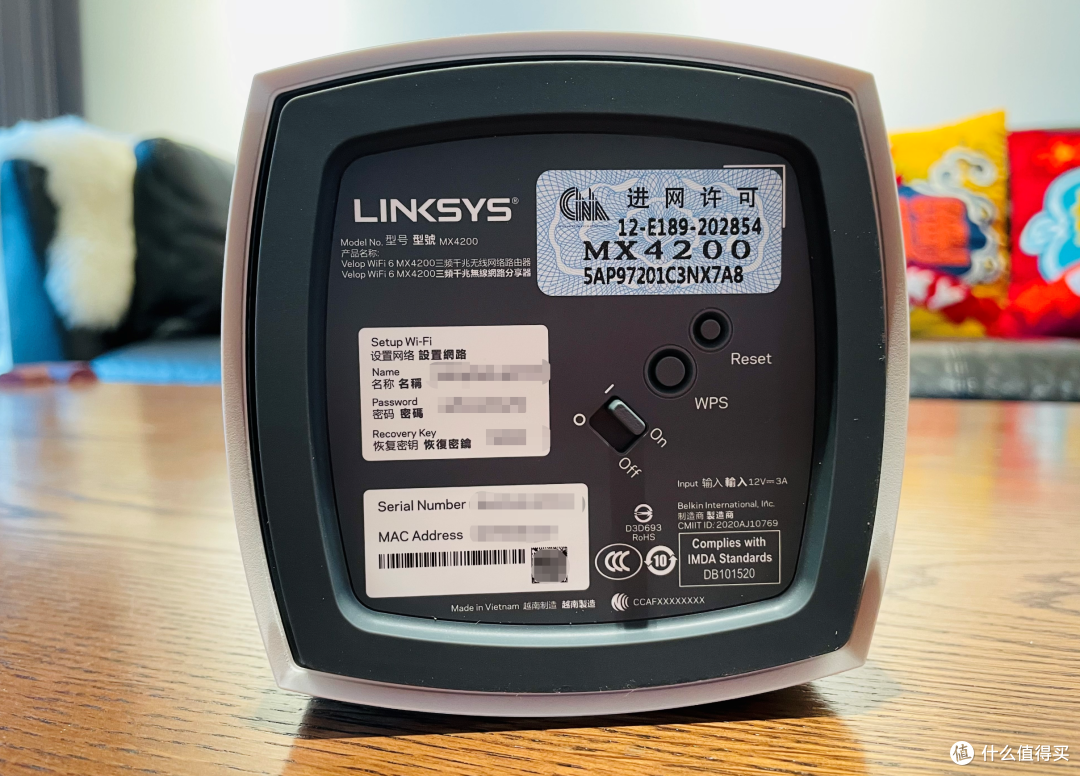 LINKSYS®
Model No. 型号 型號 MX4200
产品名称:
Velop WiFi 6 MX4200三频千兆无线网络路由器
Velop WiFi 6 MX4200三頻千兆無線網路分享器
进网许可
12-E189-202854
MX4200
5AP97201C3NX7A8
Setup Wi-Fi
设置网络 設置網路
Name
名称 名稱
Password
密码 密碼
Recovery Key
恢复密钥 恢復密鑰
Reset
WPS
I
O
On
Off
Serial Number
MAC Address
Input 输入 輸入 12V⎓3A
Belkin International, Inc.
制造商 製造商
CMIIT ID: 2020AJ10769
D3D693
RoHS
CCC
10
Complies with
IMDA Standards
DB101520
Made in Vietnam 越南制造 越南製造
CCAFXXXXXXXX
值 什么值得买